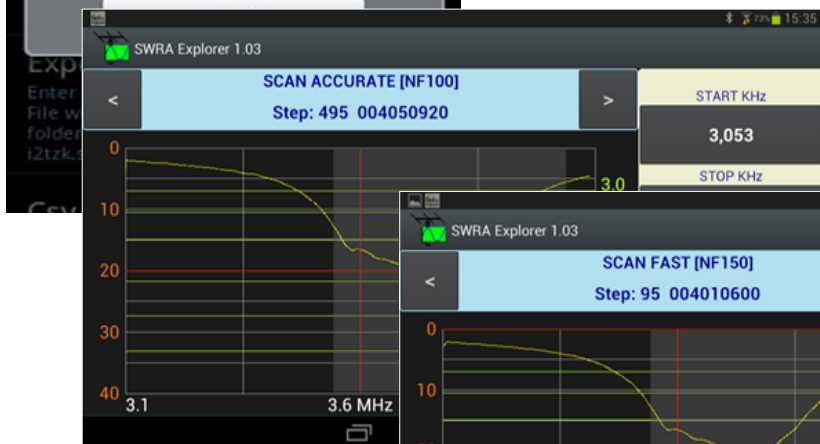 Enter
File w
folder
i2tzk.s
73% 15:35
SWRA Explorer 1.03
<
SCAN ACCURATE [NF100]
Step: 495 004050920
>
START KHz
3,053
STOP KHz
0
10
20
30
40
3.0
3.1
3.6 MHz
SWRA Explorer 1.03
<
SCAN FAST [NF150]
Step: 95 004010600
0
10